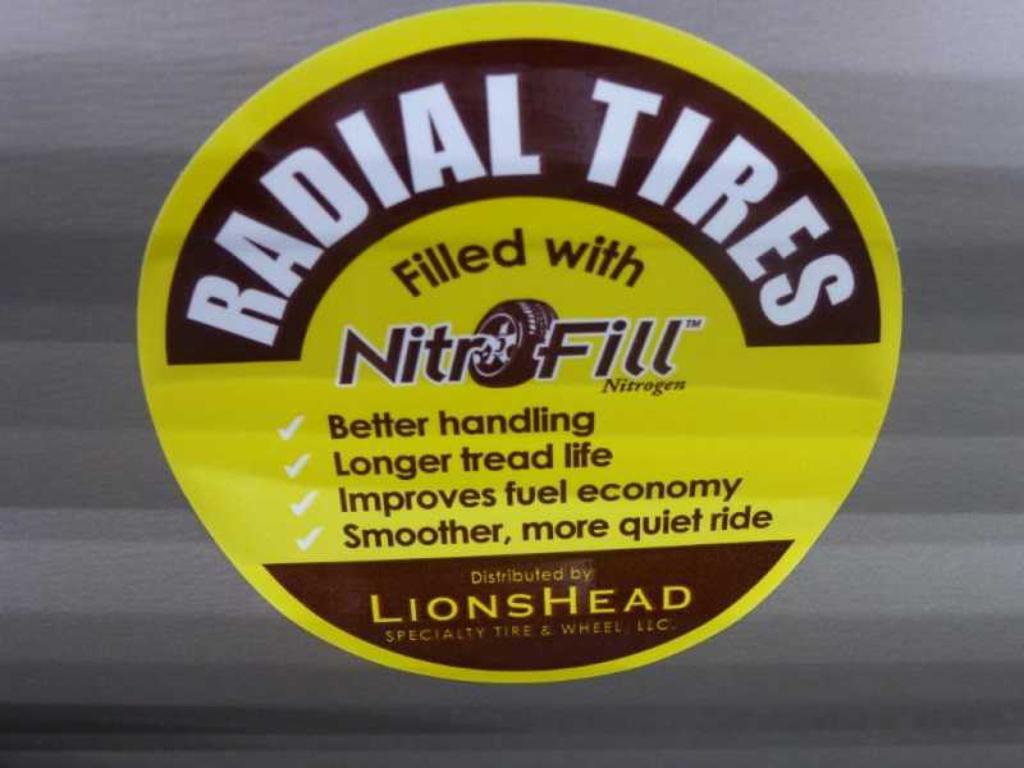 RADIAL TIRES
Filled with
NitroFill™
Nitrogen
Better handling
Longer tread life
Improves fuel economy
Smoother, more quiet ride
Distributed by
LIONSHEAD
SPECIALTY TIRE & WHEEL, LLC.